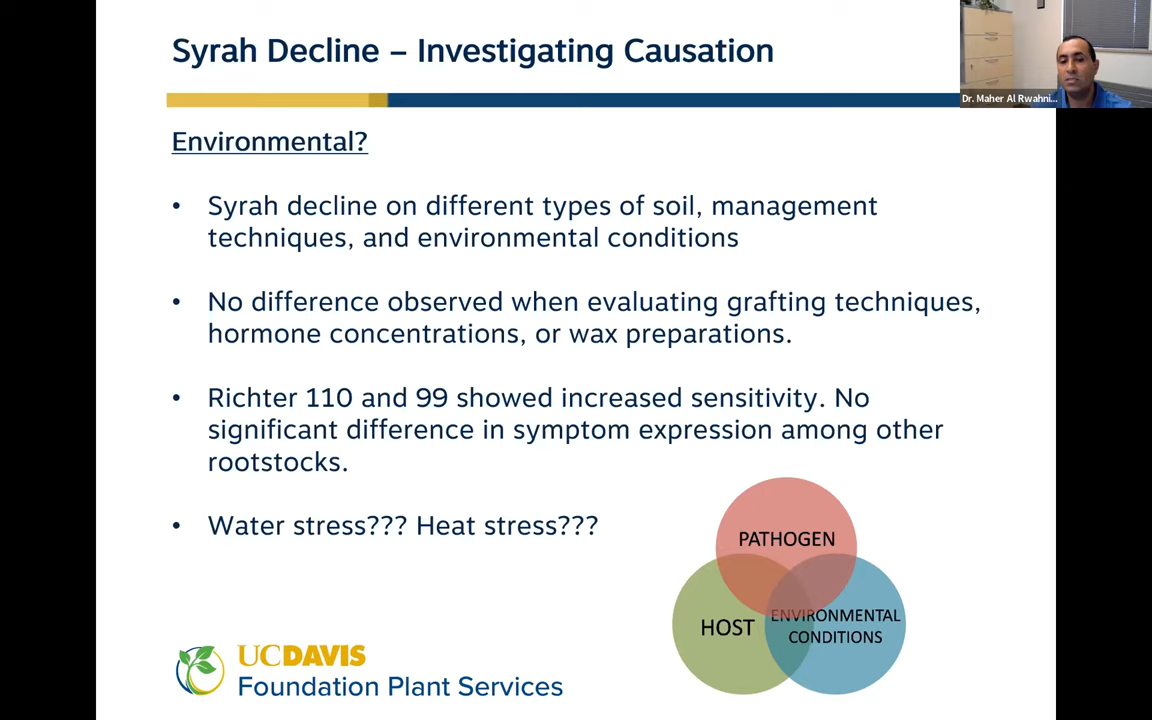 Syrah Decline – Investigating Causation
Dr. Maher Al Rwahni...
Environmental?
• Syrah decline on different types of soil, management
techniques, and environmental conditions
• No difference observed when evaluating grafting techniques,
hormone concentrations, or wax preparations.
• Richter 110 and 99 showed increased sensitivity. No
significant difference in symptom expression among other
rootstocks.
• Water stress??? Heat stress???
PATHOGEN
HOST
ENVIRONMENTAL
CONDITIONS
UCDAVIS
Foundation Plant Services